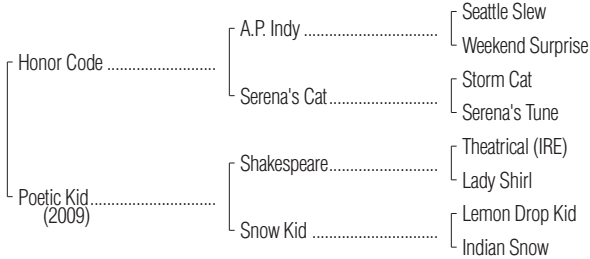 Seattle Slew
A.P. Indy ................................
Weekend Surprise
Honor Code ..........................
Storm Cat
Serena's Cat..........................
Serena's Tune
Theatrical (IRE)
Shakespeare..........................
Lady Shirl
Poetic Kid..............................
(2009)
Lemon Drop Kid
Snow Kid ..............................
Indian Snow